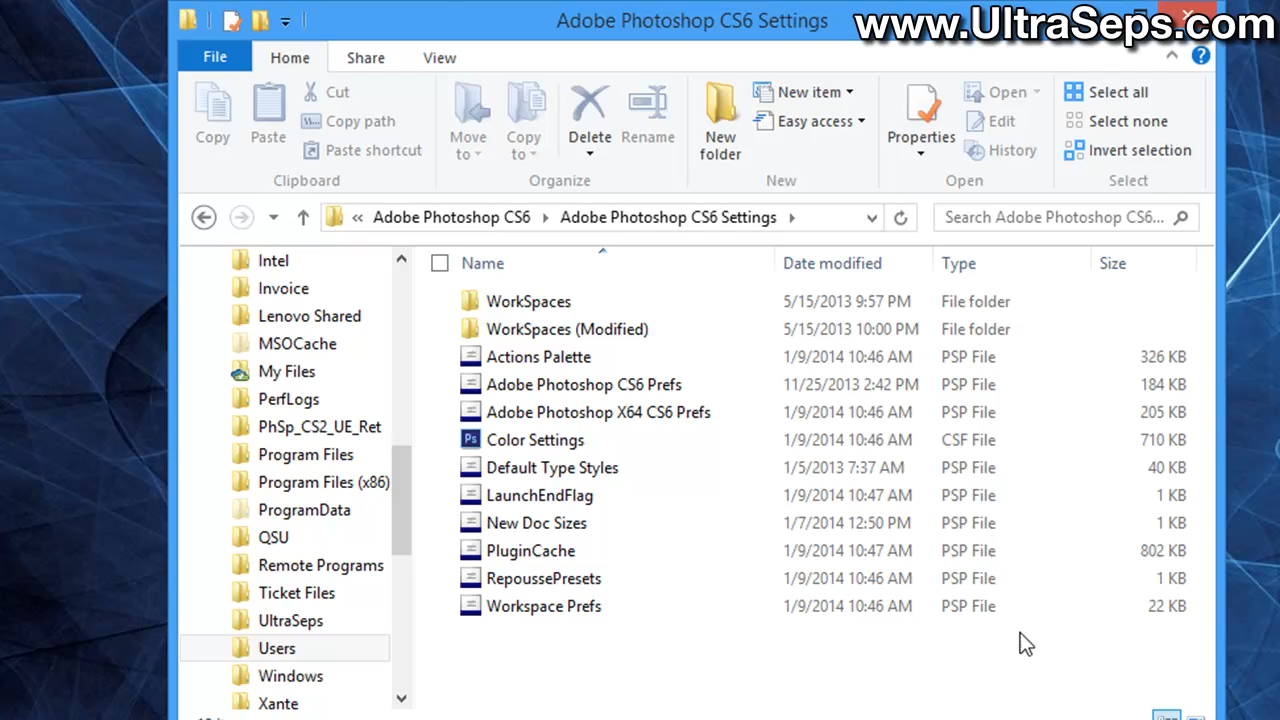 Adobe Photoshop CS6 Settings
www.UltraSeps.com
File Home Share View
Copy
Paste
Cut
Copy path
Paste shortcut
Clipboard
Move to
Copy to
Delete
Rename
Organize
New folder
New item
Easy access
New
Properties
Open
Edit
History
Open
Select all
Select none
Invert selection
Select
« Adobe Photoshop CS6 Adobe Photoshop CS6 Settings
Search Adobe Photoshop CS6...
Intel
Invoice
Lenovo Shared
MSOCache
My Files
PerfLogs
PhSp_CS2_UE_Ret
Program Files
Program Files (x86)
ProgramData
QSU
Remote Programs
Ticket Files
UltraSeps
Users
Windows
Xante
Name Date modified Type Size
WorkSpaces 5/15/2013 9:57 PM File folder
WorkSpaces (Modified) 5/15/2013 10:00 PM File folder
Actions Palette 1/9/2014 10:46 AM PSP File 326 KB
Adobe Photoshop CS6 Prefs 11/25/2013 2:42 PM PSP File 184 KB
Adobe Photoshop X64 CS6 Prefs 1/9/2014 10:46 AM PSP File 205 KB
Ps Color Settings 1/9/2014 10:46 AM CSF File 710 KB
Default Type Styles 1/5/2013 7:37 AM PSP File 40 KB
LaunchEndFlag 1/9/2014 10:47 AM PSP File 1 KB
New Doc Sizes 1/7/2014 12:50 PM PSP File 1 KB
PluginCache 1/9/2014 10:47 AM PSP File 802 KB
RepoussePresets 1/9/2014 10:46 AM PSP File 1 KB
Workspace Prefs 1/9/2014 10:46 AM PSP File 22 KB